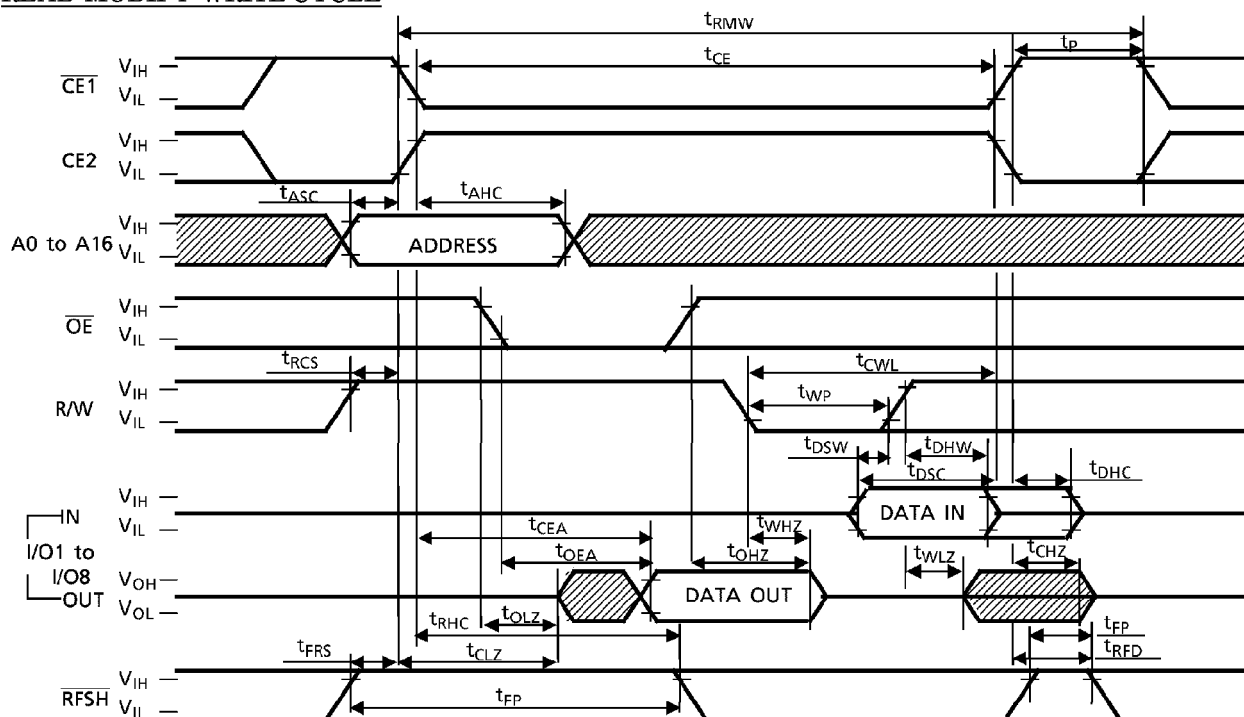 READ MODIFY WRITE CYCLE
tRMW
tP
tCE
CE1
VIH
VIL
CE2
VIH
VIL
tASC
tAHC
A0 to A16
VIH
VIL
ADDRESS
OE
VIH
VIL
tRCS
tCWL
R/W
VIH
VIL
tWP
tDSW
tDHW
tDSC
tDHC
IN
VIH
VIL
DATA IN
tCEA
tWHZ
I/O1 to
I/O8
tOEA
tOHZ
tWLZ
tCHZ
OUT
VOH
VOL
DATA OUT
tRHC
tOLZ
tFP
tFRS
tCLZ
tRFD
RFSH
VIH
VIL
tFP